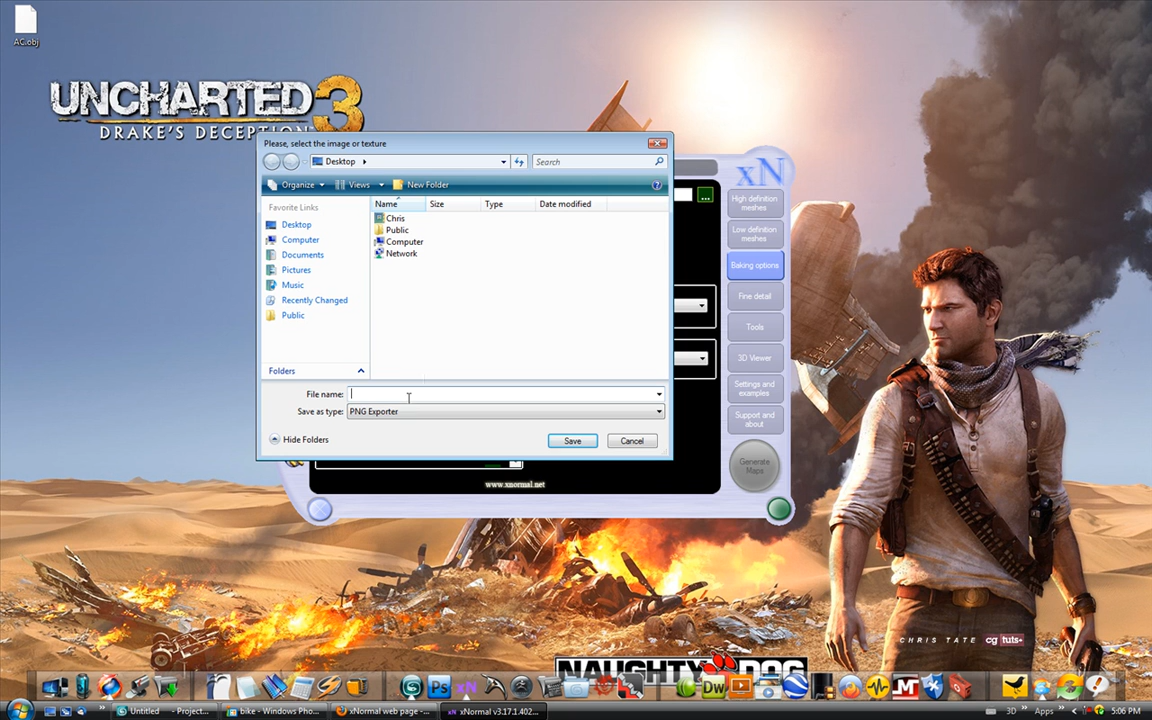 AG.obj
UNCHARTED 3
DRAKE'S DECEPTION
Please, select the image or texture
Desktop
Search
Organize
Views
New Folder
Favorite Links
Desktop
Computer
Documents
Pictures
Music
Recently Changed
Public
Folders
Name
Size
Type
Date modified
Chris
Public
Computer
Network
File name:
Save as type:
PNG Exporter
Hide Folders
Save
Cancel
xN
...
High definition
meshes
Low definition
meshes
Baking options
Fine detail
Tools
3D Viewer
Settings and
examples
Support and
about
Generate
Maps
www.xnormal.net
CHRIS TATE
cgtuts+
NAUGHTY DOG
Ps
xN
Dw
Untitled - Project...
bike - Windows Pho...
xNormal web page -...
xNormal v3.17.1.402...
3D
Apps
5:06 PM